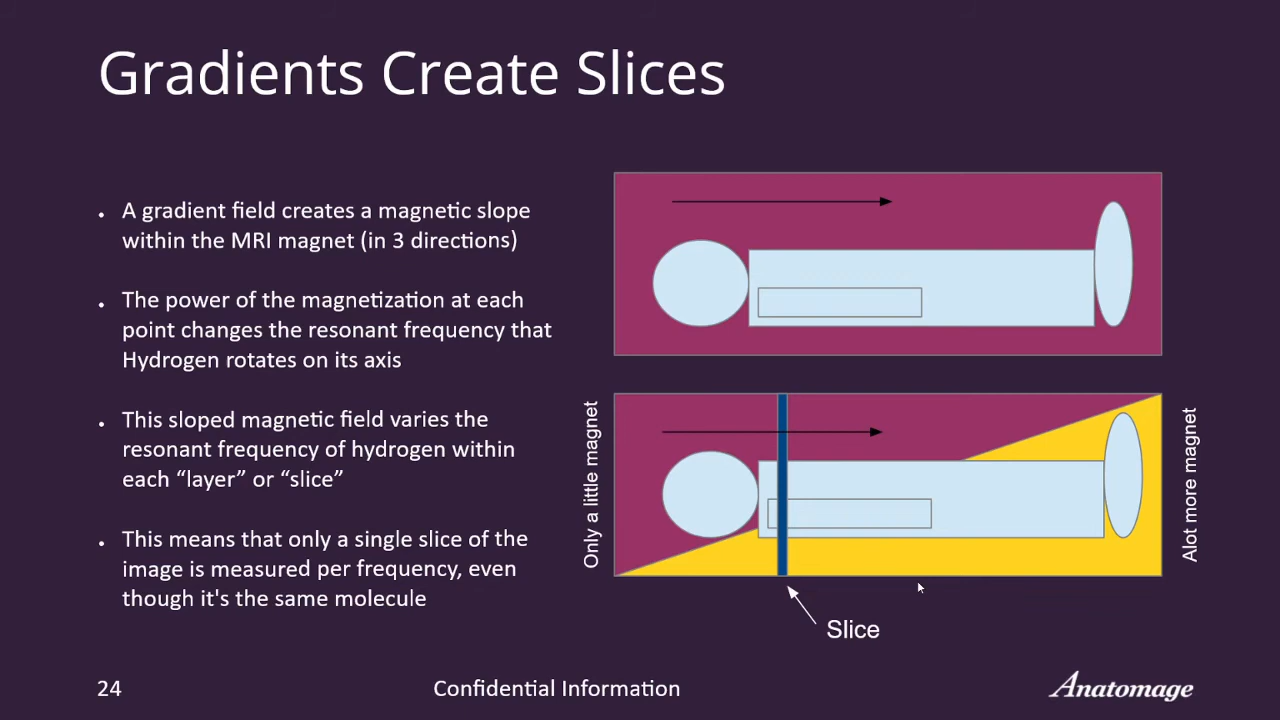 Gradients Create Slices
• A gradient field creates a magnetic slope
within the MRI magnet (in 3 directions)
• The power of the magnetization at each
point changes the resonant frequency that
Hydrogen rotates on its axis
• This sloped magnetic field varies the
resonant frequency of hydrogen within
each “layer” or “slice”
• This means that only a single slice of the
image is measured per frequency, even
though it's the same molecule
Only a little magnet
Alot more magnet
Slice
24
Confidential Information
Anatomage